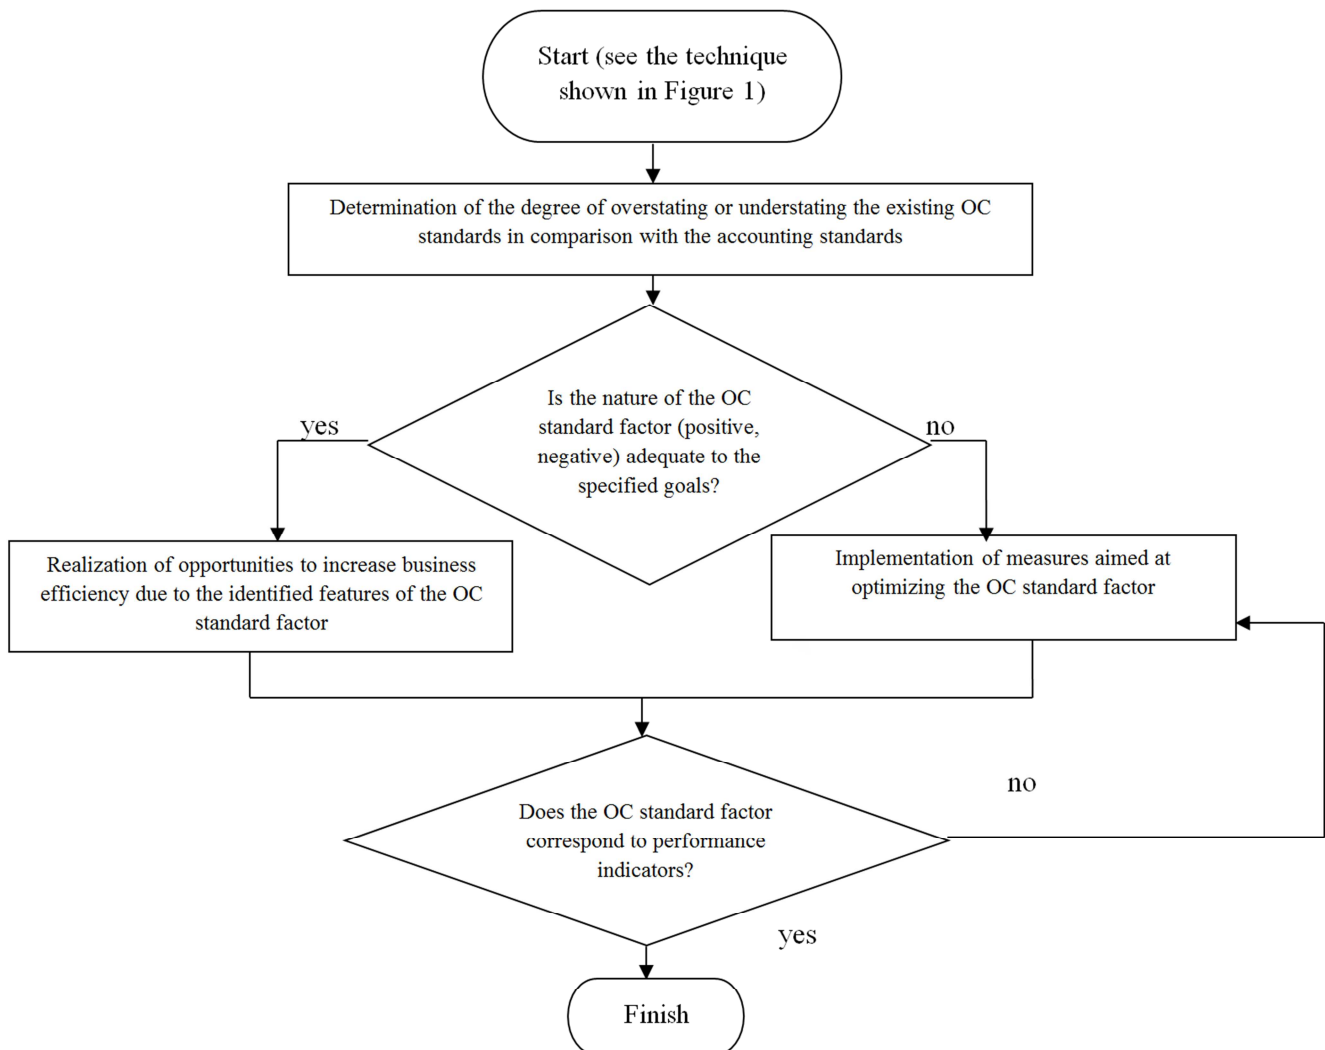 Start (see the technique
shown in Figure 1)
Determination of the degree of overstating or understating the existing OC
standards in comparison with the accounting standards
Is the nature of the OC
standard factor (positive,
negative) adequate to the
specified goals?
yes
no
Realization of opportunities to increase business
efficiency due to the identified features of the OC
standard factor
Implementation of measures aimed at
optimizing the OC standard factor
Does the OC standard factor
correspond to performance
indicators?
no
yes
Finish